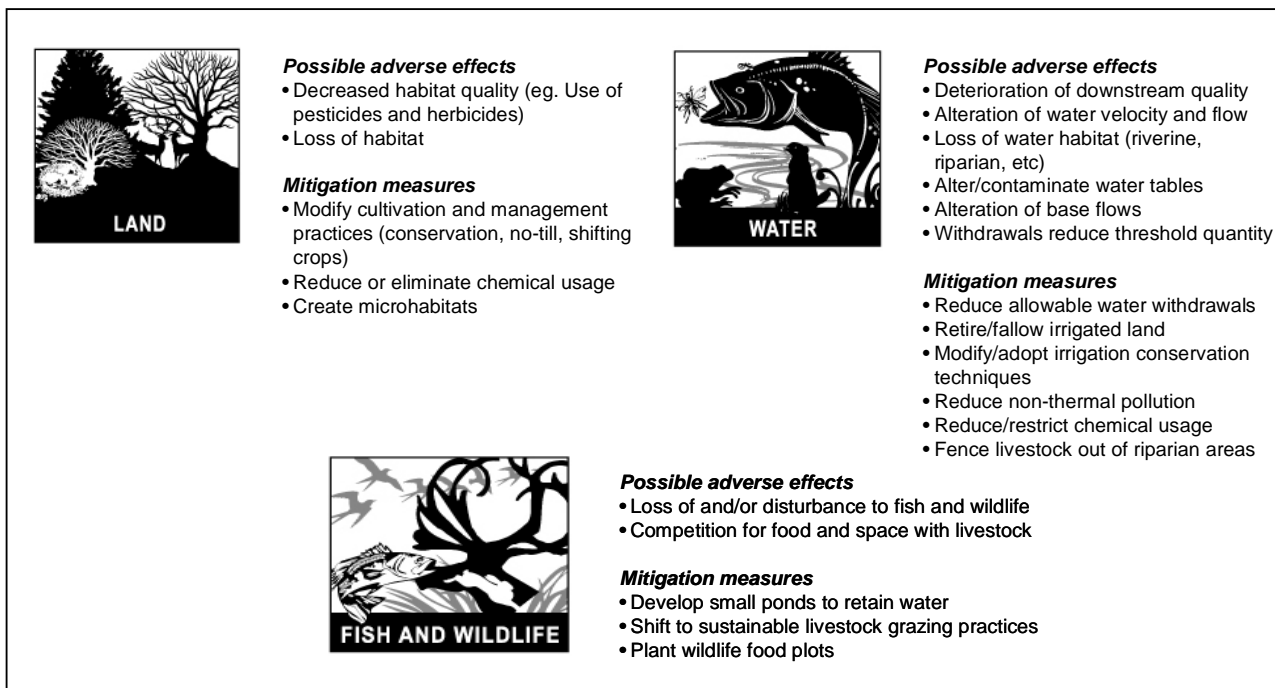 LAND
Possible adverse effects
• Decreased habitat quality (eg. Use of
pesticides and herbicides)
• Loss of habitat
Mitigation measures
• Modify cultivation and management
practices (conservation, no-till, shifting
crops)
• Reduce or eliminate chemical usage
• Create microhabitats
WATER
Possible adverse effects
• Deterioration of downstream quality
• Alteration of water velocity and flow
• Loss of water habitat (riverine,
riparian, etc)
• Alter/contaminate water tables
• Alteration of base flows
• Withdrawals reduce threshold quantity
Mitigation measures
• Reduce allowable water withdrawals
• Retire/fallow irrigated land
• Modify/adopt irrigation conservation
techniques
• Reduce non-thermal pollution
• Reduce/restrict chemical usage
• Fence livestock out of riparian areas
FISH AND WILDLIFE
Possible adverse effects
• Loss of and/or disturbance to fish and wildlife
• Competition for food and space with livestock
Mitigation measures
• Develop small ponds to retain water
• Shift to sustainable livestock grazing practices
• Plant wildlife food plots